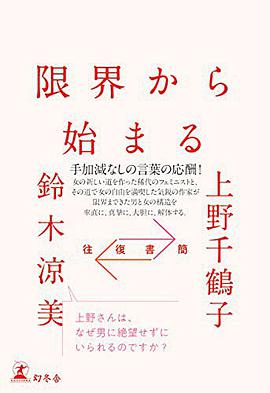 限界から
始まる
手加減なしの言葉の応酬!
女の新しい道を作った稀代のフェミニストと、
その道で女の自由を満喫した気鋭の作家が
限界まできた男と女の構造を
率直に、真摯に、大胆に、解体する。
上野千鶴子
鈴木涼美
往復書簡
上野さんは、
なぜ男に絶望せずに
いられるのですか?
幻冬舎